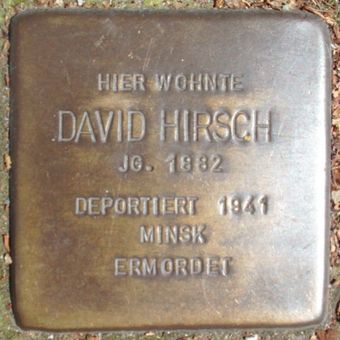 HIER WOHNTE
DAVID HIRSCH
JG. 1882
DEPORTIERT 1941
MINSK
ERMORDET